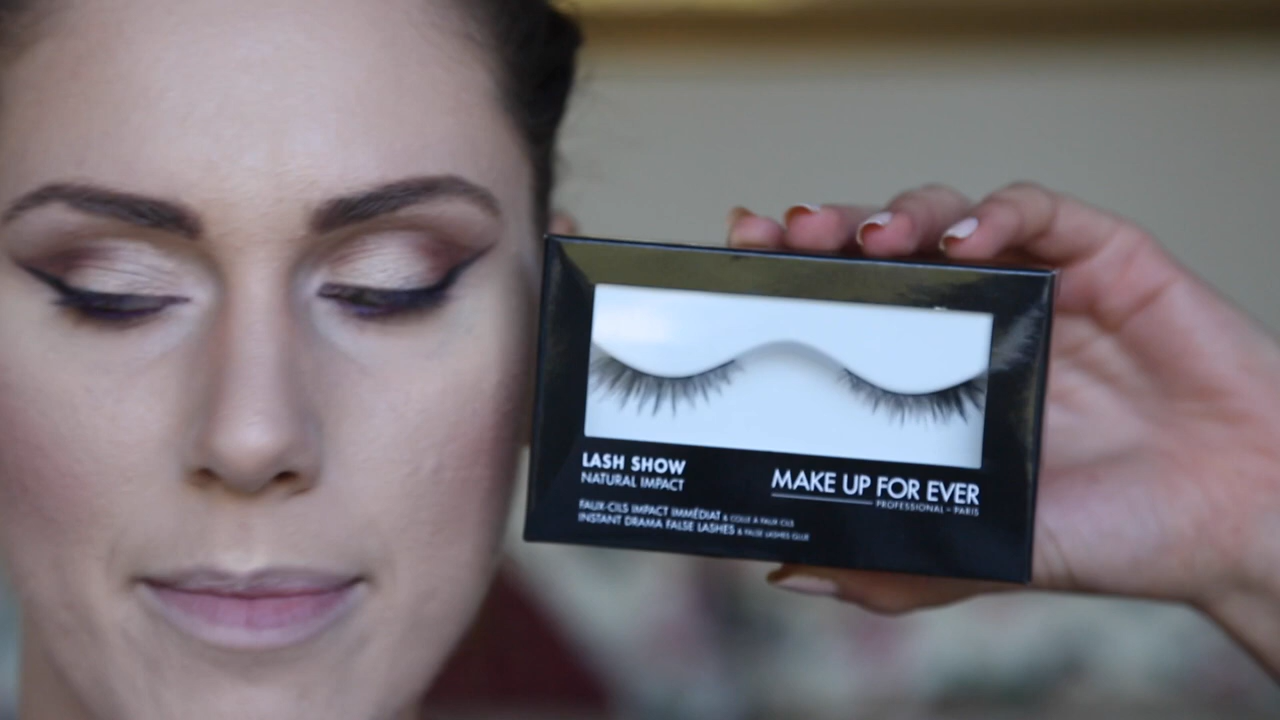 LASH SHOW
NATURAL IMPACT
MAKE UP FOR EVER
PROFESSIONAL - PARIS
FAUX-CILS IMPACT IMMÉDIAT & COLLE À FAUX CILS
INSTANT DRAMA FALSE LASHES & FALSE LASHES GLUE